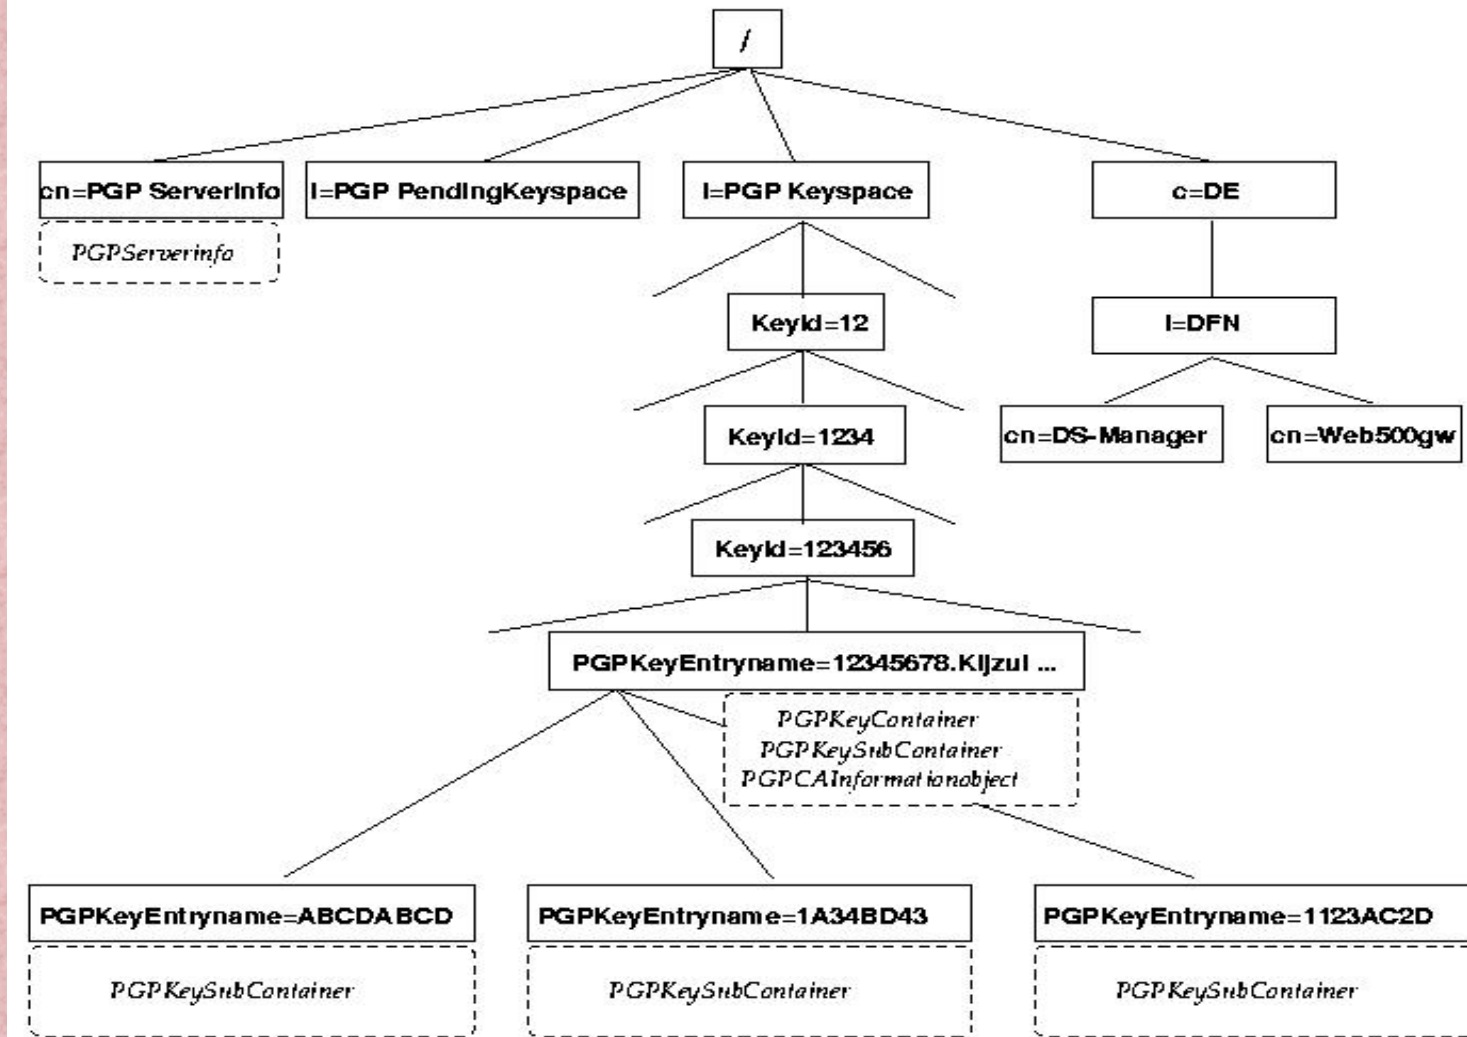 /
cn=PGP ServerInfo
l=PGP PendingKeyspace
l=PGP Keyspace
c=DE
PGPServerinfo
KeyId=12
l=DFN
KeyId=1234
cn=DS-Manager
cn=Web500gw
KeyId=123456
PGPKeyEntryname=12345678.Kijzui ...
PGPKeyContainer
PGPKeySubContainer
PGPCAInformationobject
PGPKeyEntryname=ABCDABCD
PGPKeyEntryname=1A34BD43
PGPKeyEntryname=1123AC2D
PGPKeySubContainer
PGPKeySubContainer
PGPKeySubContainer